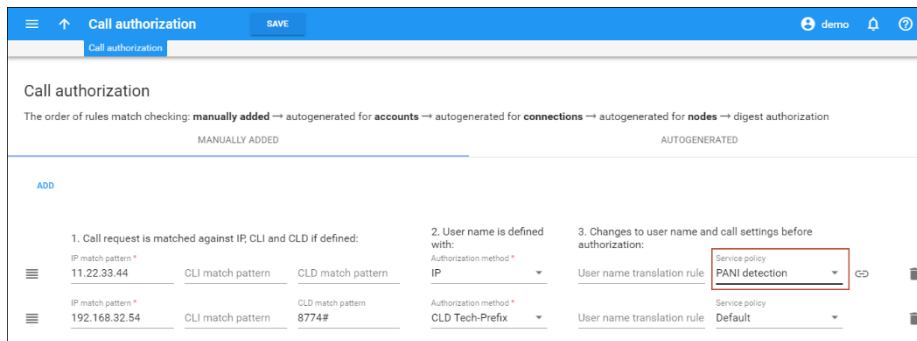 Call authorization SAVE demo
Call authorization
Call authorization
The order of rules match checking: manually added → autogenerated for accounts → autogenerated for connections → autogenerated for nodes → digest authorization
MANUALLY ADDED AUTOGENERATED
ADD
1. Call request is matched against IP, CLI and CLD if defined: 2. User name is defined with: 3. Changes to user name and call settings before authorization:
IP match pattern * Authorization method * Service policy
11.22.33.44 CLI match pattern CLD match pattern IP User name translation rule PANI detection
IP match pattern * CLD match pattern Authorization method * Service policy
192.168.32.54 CLI match pattern 8774# CLD Tech-Prefix User name translation rule Default